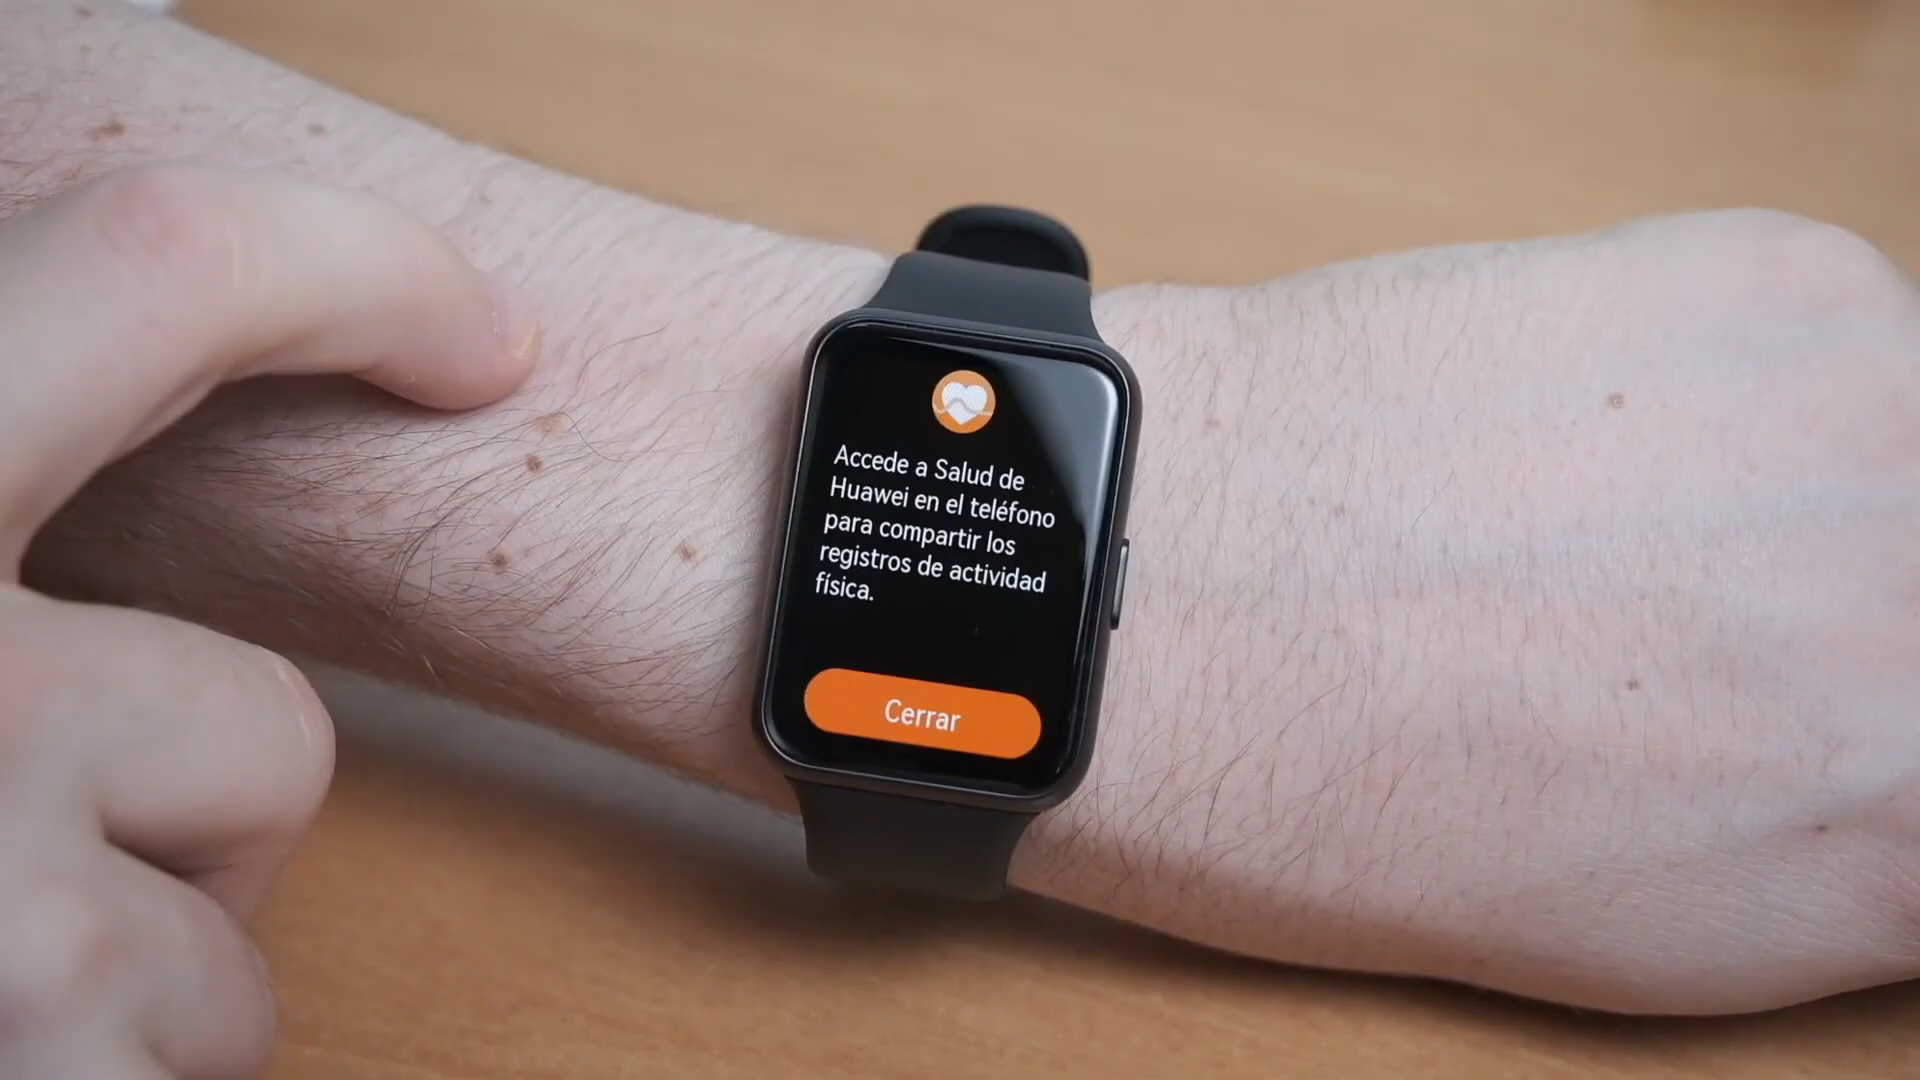 Accede a Salud de
Huawei en el teléfono
para compartir los
registros de actividad
física.
Cerrar